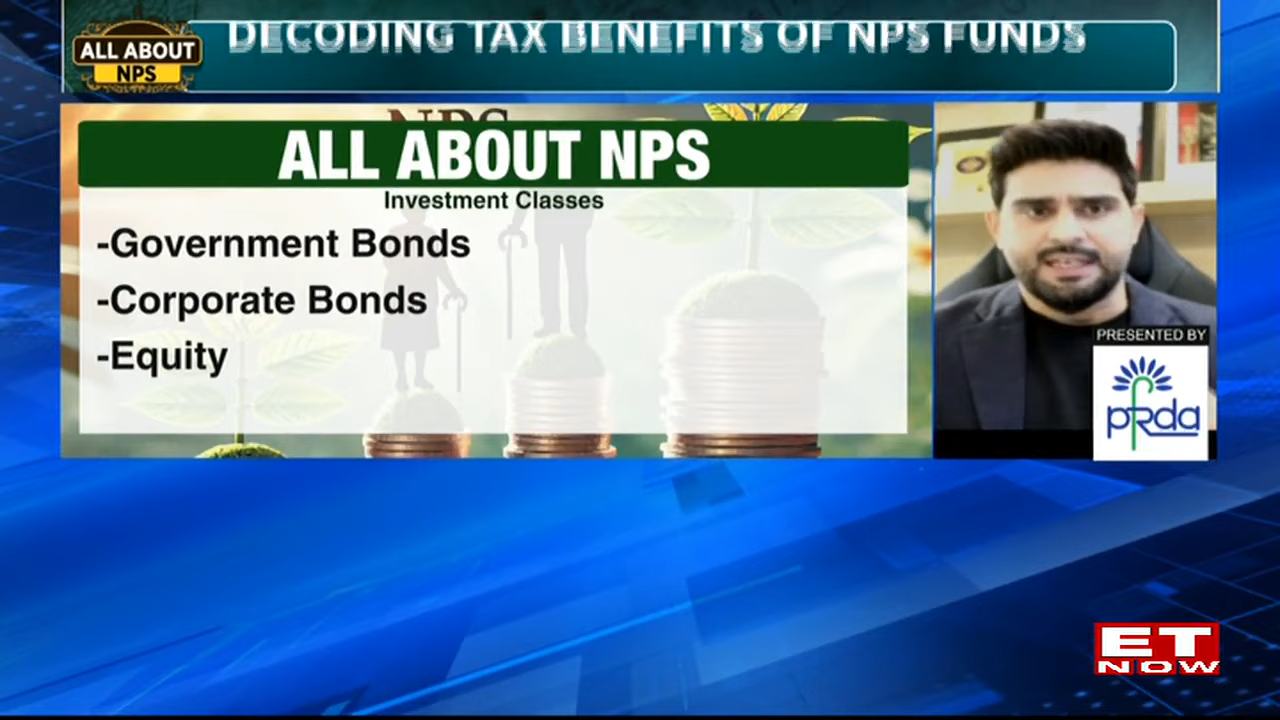 DECODING TAX BENEFITS OF NPS FUNDS
ALL ABOUT
NPS
NPS
ALL ABOUT NPS
Investment Classes
-Government Bonds
-Corporate Bonds
-Equity
PRESENTED BY
pfrda
ET
NOW